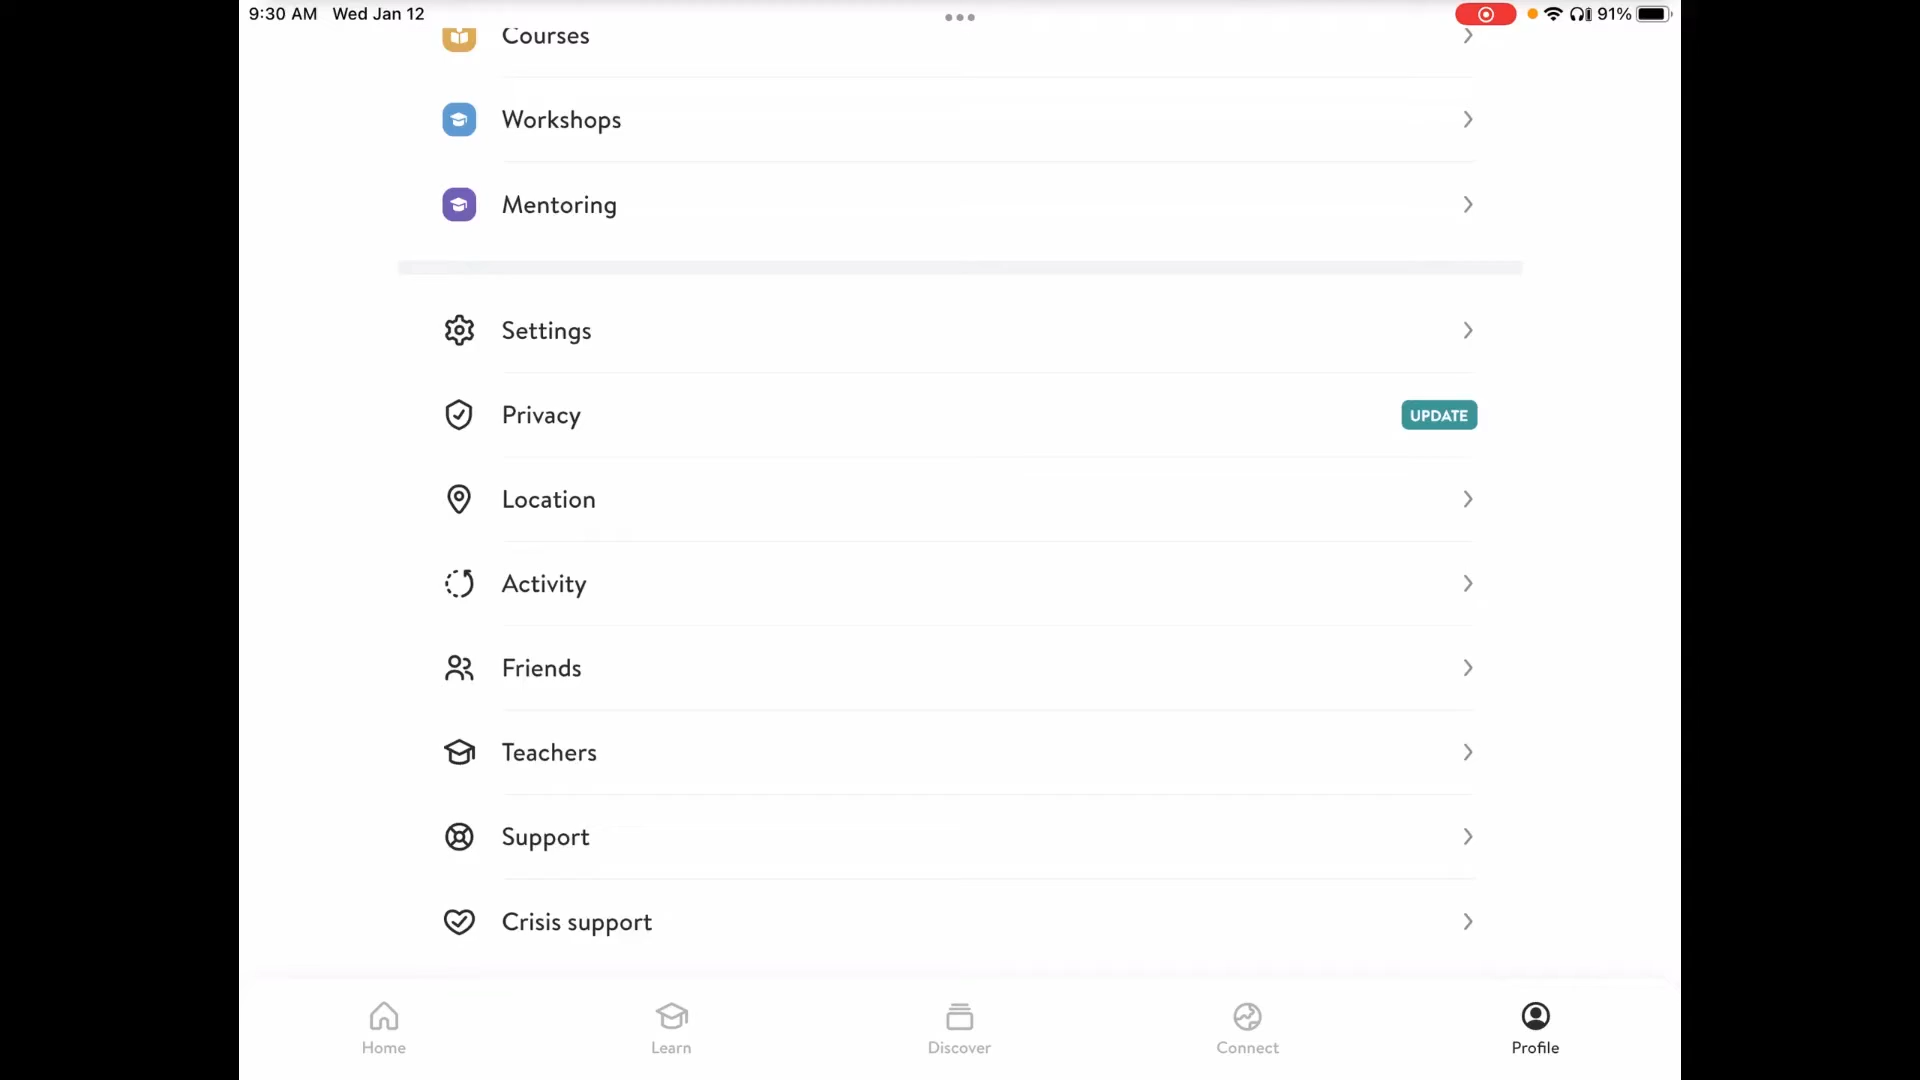 9:30 AM Wed Jan 12
91%
Courses
Workshops
Mentoring
Settings
Privacy
UPDATE
Location
Activity
Friends
Teachers
Support
Crisis support
Home
Learn
Discover
Connect
Profile